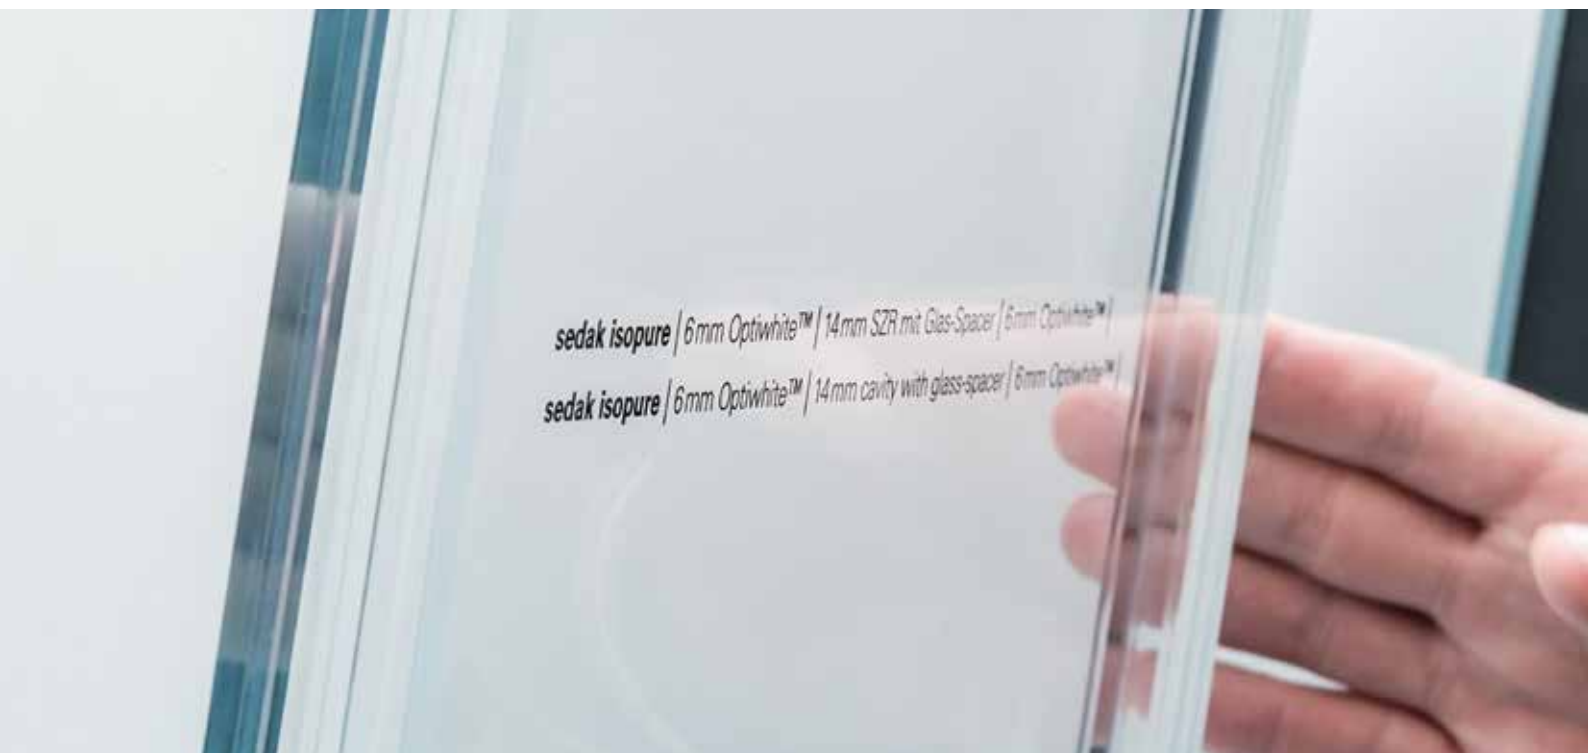 sedak isopure | 6mm Optiwhite™ | 14mm SZR mit Glas-Spacer | 6mm Optiwhite™ |
sedak isopure | 6mm Optiwhite™ | 14mm cavity with glass-spacer | 6mm Optiwhite™ |